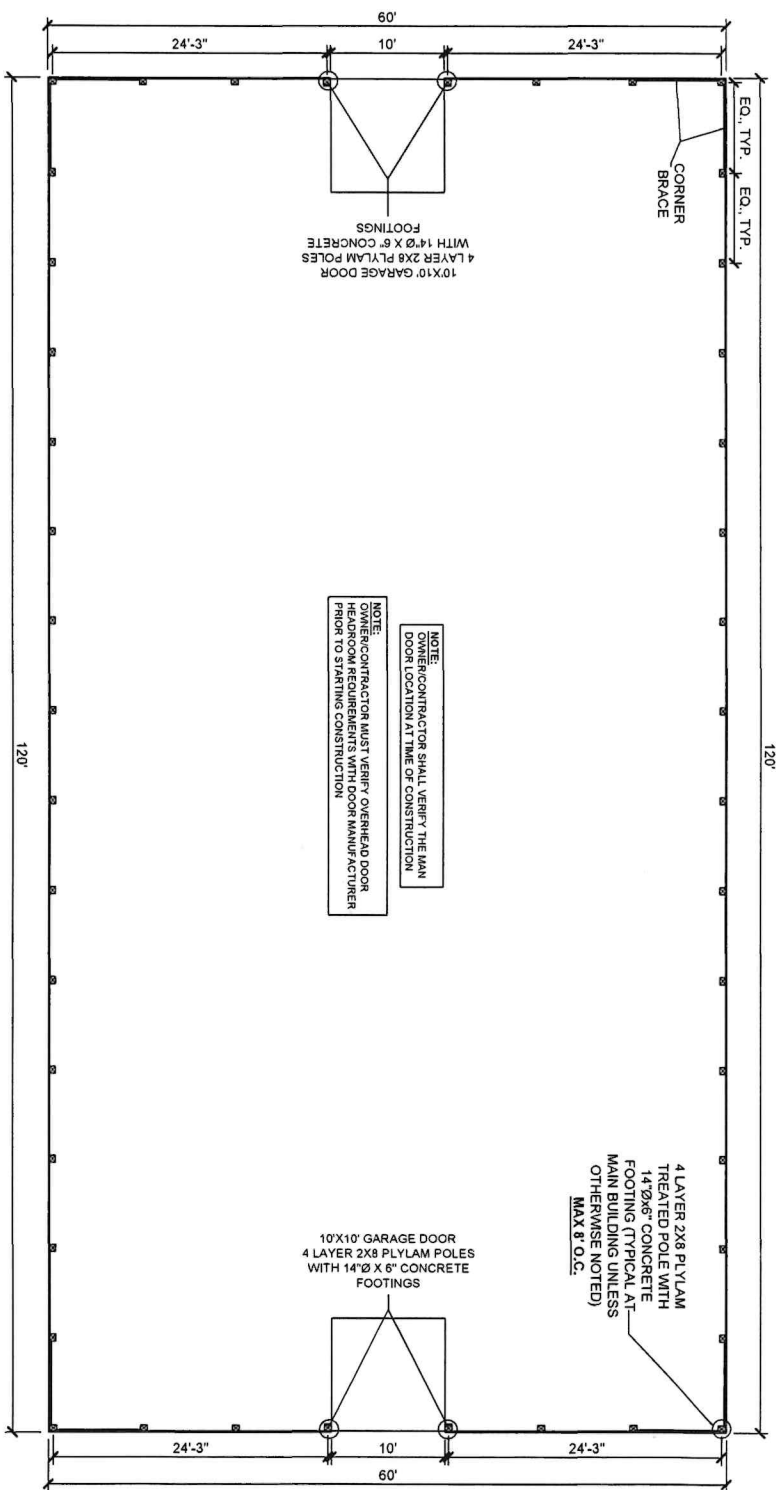 60'
24'-3"
10'
24'-3"
120'
120'
EQ., TYP.
EQ., TYP.
CORNER
BRACE
10'X10' GARAGE DOOR
4 LAYER 2X8 PLYLAM POLES
WITH 14"Ø X 6" CONCRETE
FOOTINGS
NOTE:
OWNER/CONTRACTOR SHALL VERIFY THE MAN
DOOR LOCATION AT TIME OF CONSTRUCTION
NOTE:
OWNER/CONTRACTOR MUST VERIFY OVERHEAD DOOR
HEADROOM REQUIREMENTS WITH DOOR MANUFACTURER
PRIOR TO STARTING CONSTRUCTION
4 LAYER 2X8 PLYLAM
TREATED POLE WITH
14"Øx6" CONCRETE
FOOTING (TYPICAL AT
MAIN BUILDING UNLESS
OTHERWISE NOTED)
MAX 8' O.C.
10'X10' GARAGE DOOR
4 LAYER 2X8 PLYLAM POLES
WITH 14"Ø X 6" CONCRETE
FOOTINGS
24'-3"
10'
24'-3"
60'